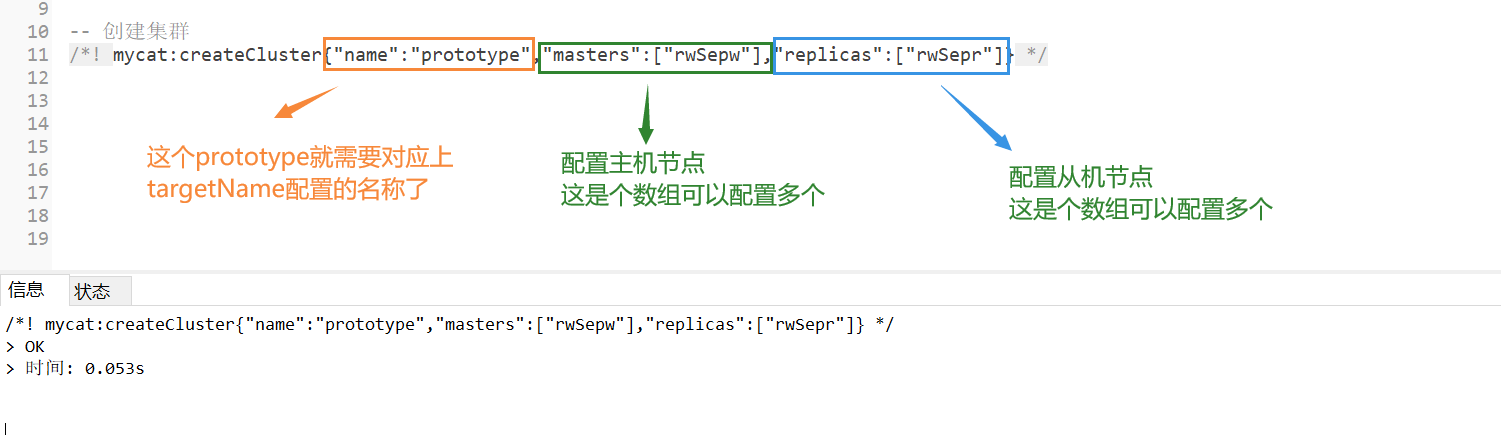 9
10 -- 创建集群
11 /*! mycat:createCluster{"name":"prototype","masters":["rwSepw"],"replicas":["rwSepr"]} */
12
13
14
15
16
17
18
19
这个prototype就需要对应上
targetName配置的名称了
配置主机节点
这是个数组可以配置多个
配置从机节点
这是个数组可以配置多个
信息 状态
/*! mycat:createCluster{"name":"prototype","masters":["rwSepw"],"replicas":["rwSepr"]} */
> OK
> 时间: 0.053s